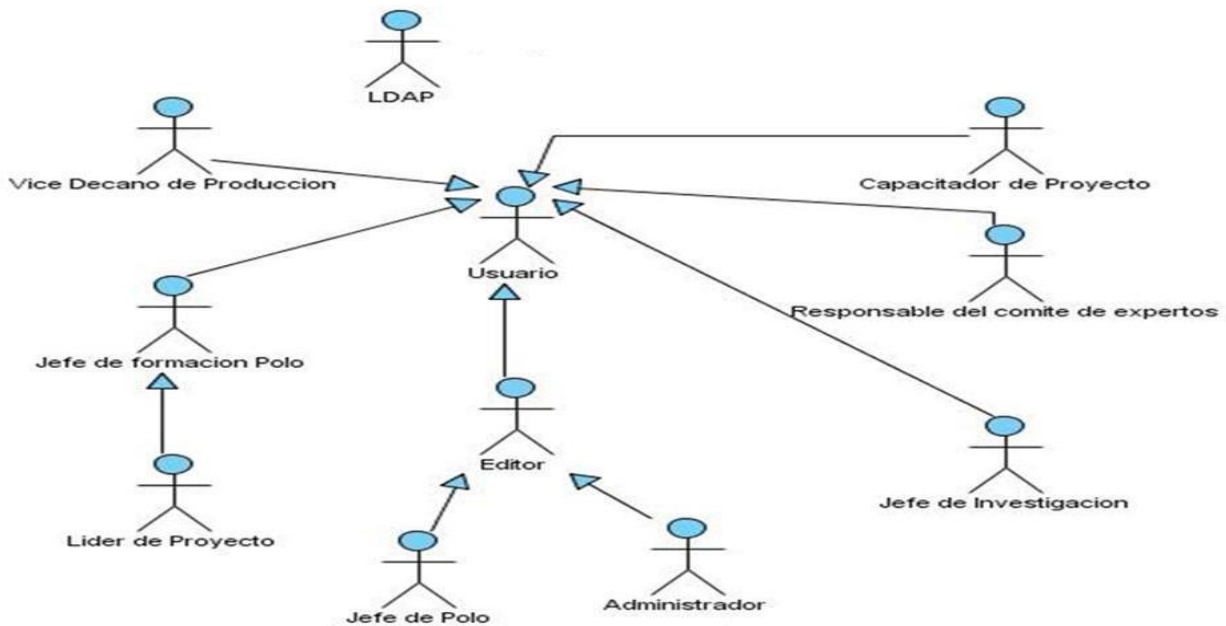 LDAP
Vice Decano de Produccion
Capacitador de Proyecto
Usuario
Responsable del comite de expertos
Jefe de formacion Polo
Editor
Jefe de Investigacion
Lider de Proyecto
Jefe de Polo
Administrador